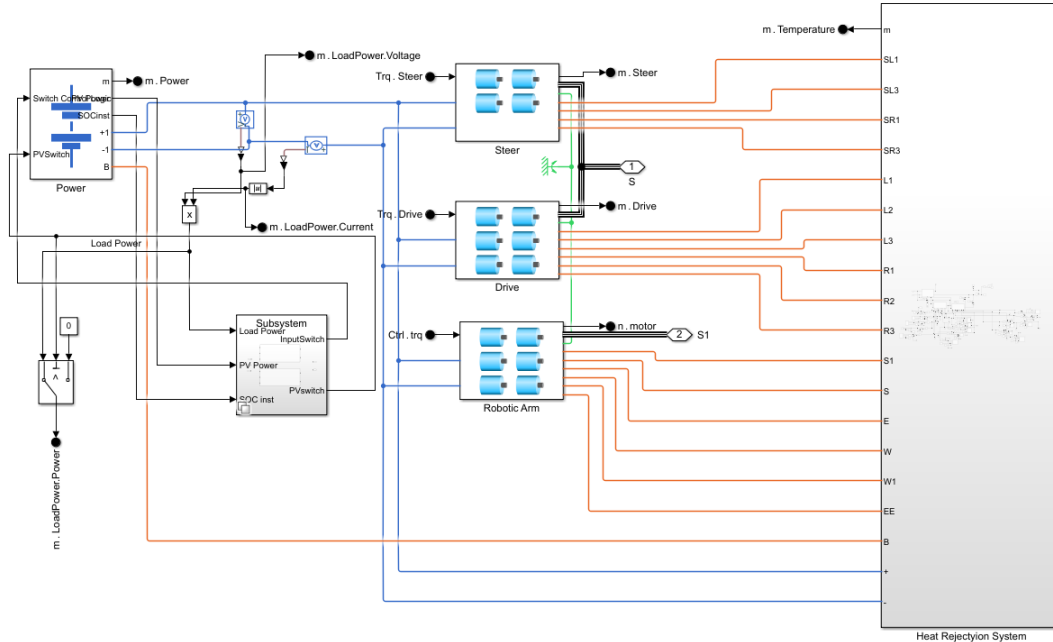 m . Temperature
m
m . LoadPower.Voltage
Trq . Steer
m . Steer
SL1
m
m . Power
SL3
SOCinst
+1
SR1
PVSwitch
-1
Steer
SR3
B
1
S
Power
|a|
L1
x
Trq . Drive
m . Drive
L2
m . LoadPower.Current
Load Power
L3
R1
Drive
R2
0
Subsystem
Load Power
InputSwitch
Ctrl . trq
n . motor
2
S1
R3
PV Power
S1
PVswitch
S
SOC inst
Robotic Arm
E
W
m . LoadPower.Power
W1
EE
B
+
-
Heat Rejectyion System